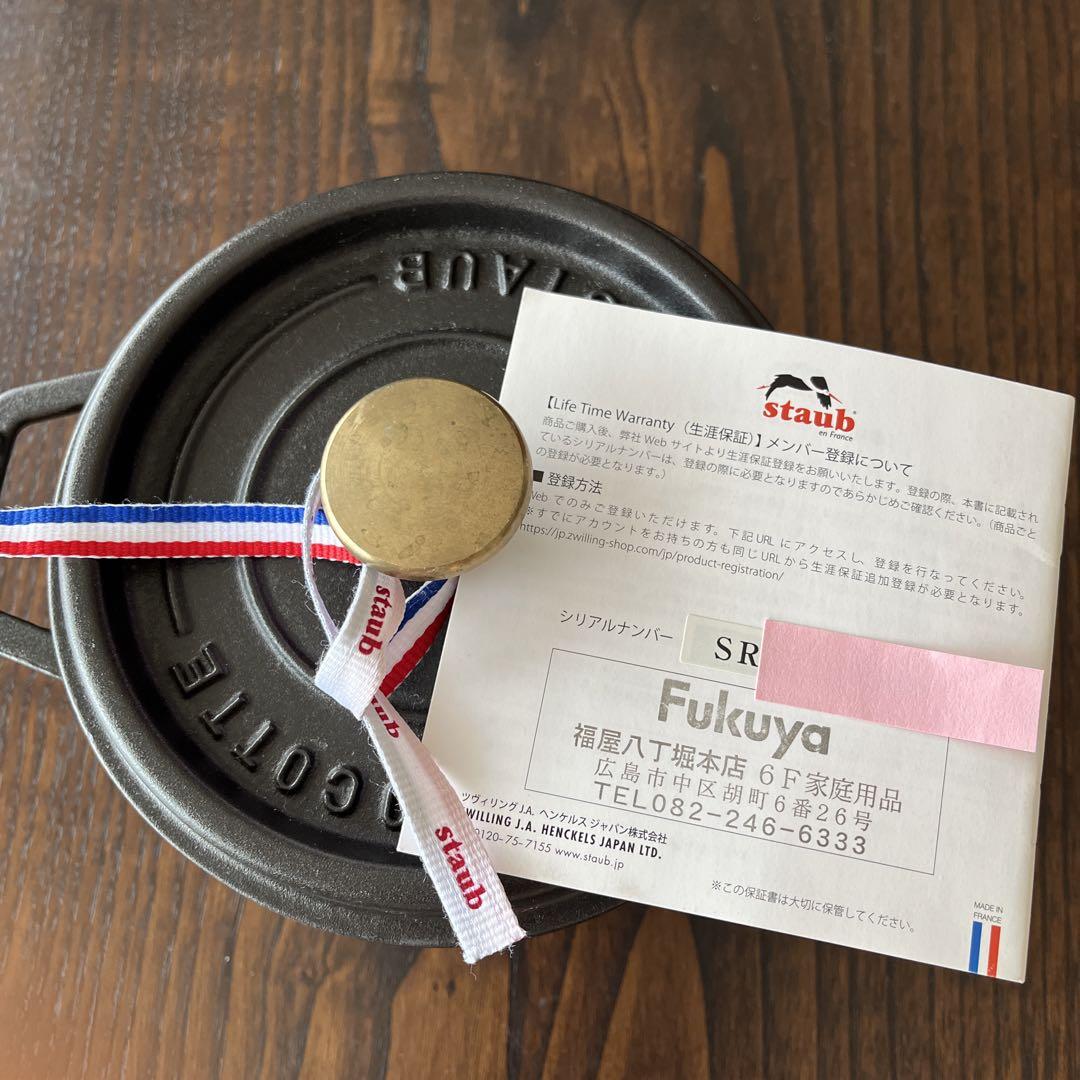 STAUB
COCOTTE
staub
staub
staub
en France
【Life Time Warranty（生涯保証）】メンバー登録について
商品ご購入後、弊社Webサイトより生涯保証登録をお願いいたします。登録の際、本書に記載され
ているシリアルナンバーは、登録の際に必要となりますのであらかじめご確認ください。（商品ごと
の登録が必要となります。）
■ 登録方法
Webでのみご登録いただけます。下記URLにアクセスし、登録を行なってください。
※すでにアカウントをお持ちの方も同じURLから生涯保証追加登録が必要となります。
https://jp.zwilling-shop.com/jp/product-registration/
シリアルナンバー
SR
Fukuya
福屋八丁堀本店 6F家庭用品
広島市中区胡町6番26号
TEL082-246-6333
ツヴィリング J.A. ヘンケルス ジャパン株式会社
ZWILLING J.A. HENCKELS JAPAN LTD.
0120-75-7155 www.staub.jp
※この保証書は大切に保管してください。
MADE IN
FRANCE